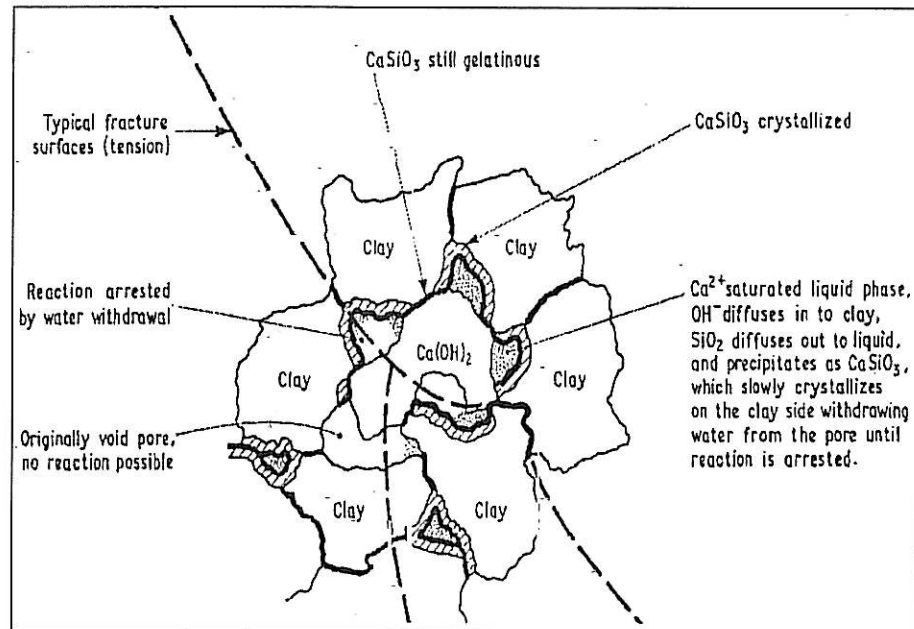 CaSiO₃ still gelatinous
Typical fracture
surfaces (tension)
CaSiO₃ crystallized
Clay
Clay
Reaction arrested
by water withdrawal
Ca²⁺saturated liquid phase,
OH⁻diffuses in to clay,
SiO₂ diffuses out to liquid,
and precipitates as CaSiO₃,
which slowly crystallizes
on the clay side withdrawing
water from the pore until
reaction is arrested.
Ca(OH)₂
Clay
Clay
Originally void pore,
no reaction possible
Clay
Clay